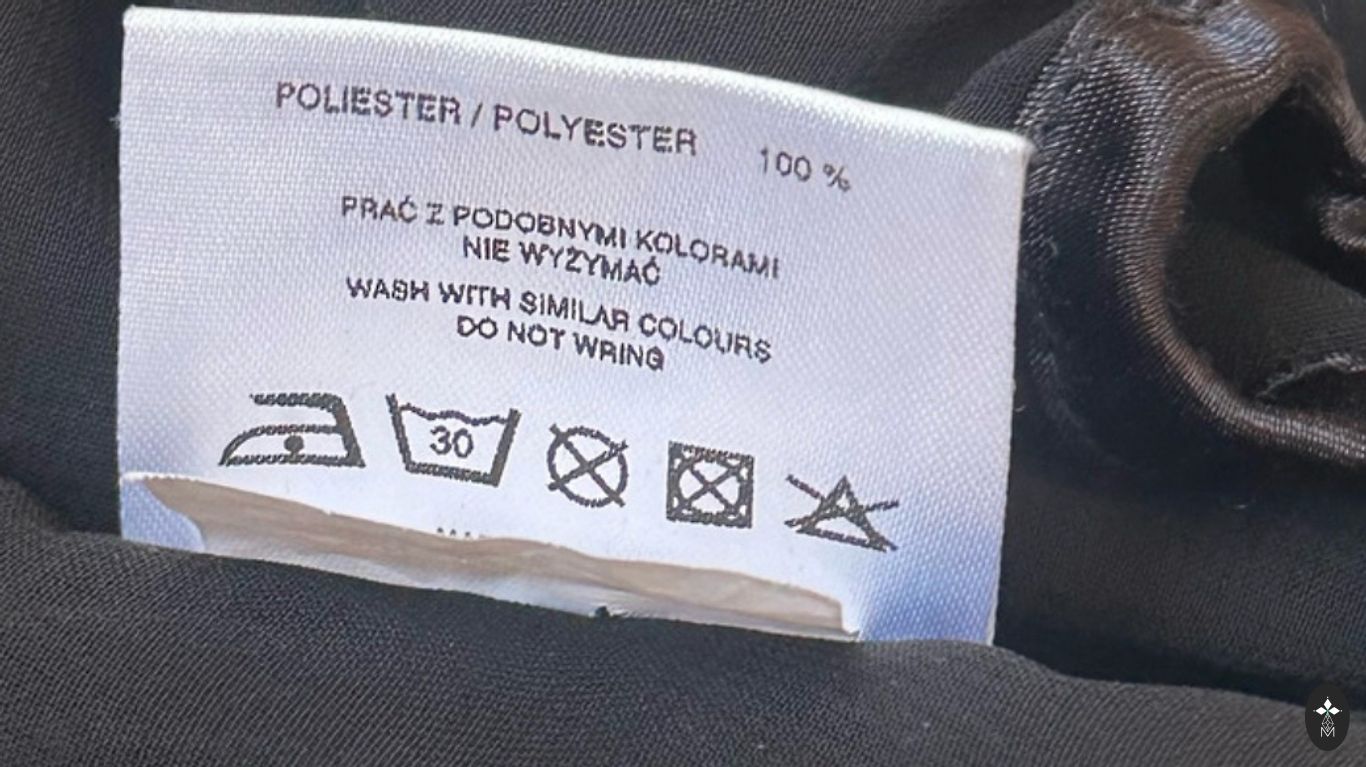 POLIESTER / POLYESTER 100 %
PRAĆ Z PODOBNYMI KOLORAMI
NIE WYŻYMAĆ
WASH WITH SIMILAR COLOURS
DO NOT WRING
30
M